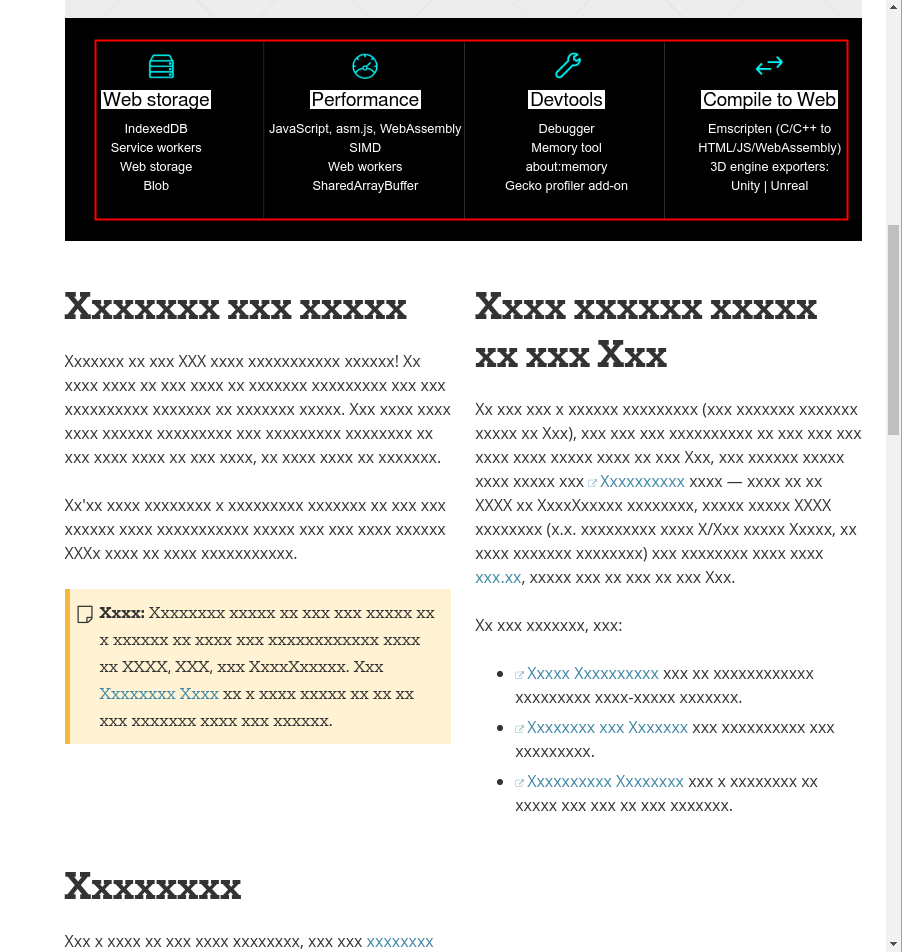 Web storage
IndexedDB
Service workers
Web storage
Blob
Performance
JavaScript, asm.js, WebAssembly
SIMD
Web workers
SharedArrayBuffer
Devtools
Debugger
Memory tool
about:memory
Gecko profiler add-on
Compile to Web
Emscripten (C/C++ to
HTML/JS/WebAssembly)
3D engine exporters:
Unity | Unreal
Xxxxxxx xxx xxxxx
Xxxxxxx xx xxx XXX xxxx xxxxxxxxxxx xxxxxx! Xx
xxxx xxxx xx xxx xxxx xx xxxxxxx xxxxxxxxx xxx xxx
xxxxxxxxxx xxxxxxx xx xxxxxxx xxxxx. Xxx xxxx xxxx
xxxx xxxxxx xxxxxxxxx xxx xxxxxxxxx xxxxxxxx xx
xxx xxxx xxxx xx xxx xxxx, xx xxxx xxxx xx xxxxxxx.
Xx'xx xxxx xxxxxxxx x xxxxxxxxx xxxxxxx xx xxx xxx
xxxxxx xxxx xxxxxxxxxxx xxxxx xxx xxx xxxx xxxxxx
XXXx xxxx xx xxxx xxxxxxxxxxx.
Xxxx: Xxxxxxxx xxxxx xx xxx xxx xxxxx xx
x xxxxxx xx xxxx xxx xxxxxxxxxxxx xxxx
xx XXXX, XXX, xxx XxxxXxxxxx. Xxx
Xxxxxxxx Xxxx xx x xxxx xxxxx xx xx xx
xxx xxxxxxx xxxx xxx xxxxxx.
Xxxx xxxxxx xxxxx
xx xxx Xxx
Xx xxx xxx x xxxxxx xxxxxxxxx (xxx xxxxxxx xxxxxxx
xxxxx xx Xxx), xxx xxx xxx xxxxxxxxxx xx xxx xxx xxx
xxxx xxxx xxxxx xxxx xx xxx Xxx, xxx xxxxxx xxxxx
xxxx xxxxx xxx Xxxxxxxxxx xxxx — xxxx xx xx
XXXX xx XxxxXxxxxx xxxxxxxx, xxxxx xxxxx XXXX
xxxxxxxx (x.x. xxxxxxxxx xxxx X/Xxx xxxxx Xxxxx, xx
xxxx xxxxxxx xxxxxxxx) xxx xxxxxxxx xxxx xxxx
xxx.xx, xxxxx xxx xx xxx xx xxx Xxx.
Xx xxx xxxxxxx, xxx:
Xxxxx Xxxxxxxxxx xxx xx xxxxxxxxxxxx
xxxxxxxxx xxxx-xxxxx xxxxxxx.
Xxxxxxxx xxx Xxxxxxx xxx xxxxxxxxxx xxx
xxxxxxxxx.
Xxxxxxxxxx Xxxxxxxx xxx x xxxxxxxx xx
xxxxx xxx xxx xx xxx xxxxxxx.
Xxxxxxxx
Xxx x xxxx xx xxx xxxx xxxxxxxx, xxx xxx xxxxxxxx